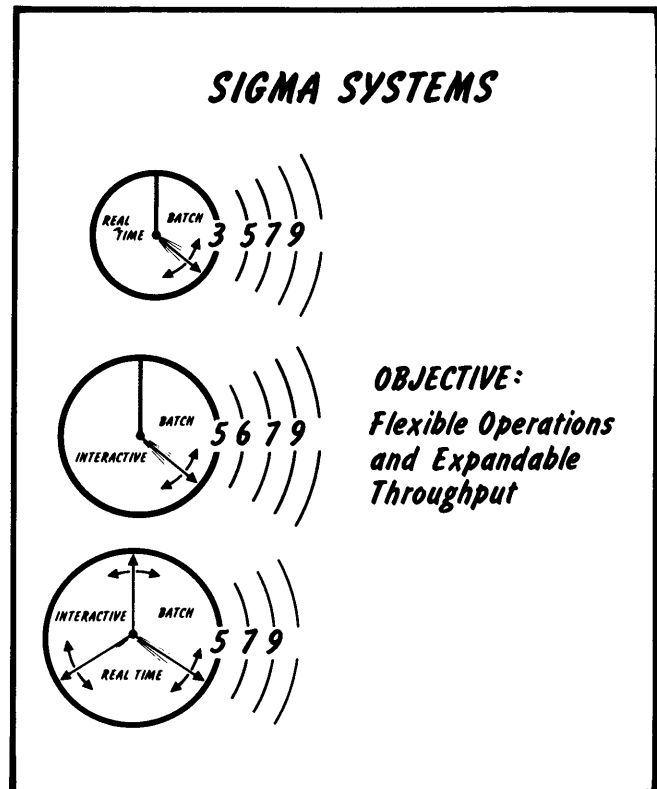 SIGMA SYSTEMS
REAL BATCH
TIME
3 5 7 9
BATCH
5 6 7 9
INTERACTIVE
OBJECTIVE:
Flexible Operations
and Expandable
Throughput
INTERACTIVE BATCH
5 7 9
REAL TIME